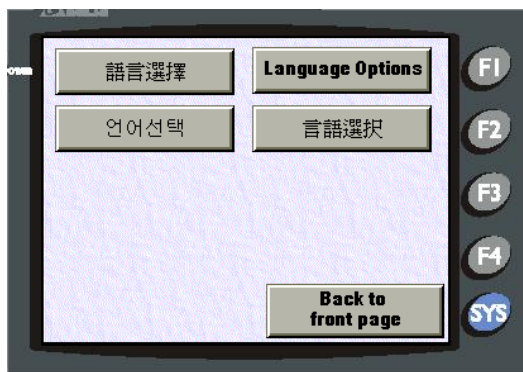 語言選擇
Language Options
언어선택
言語選択
Back to
front page
F1
F2
F3
F4
SYS